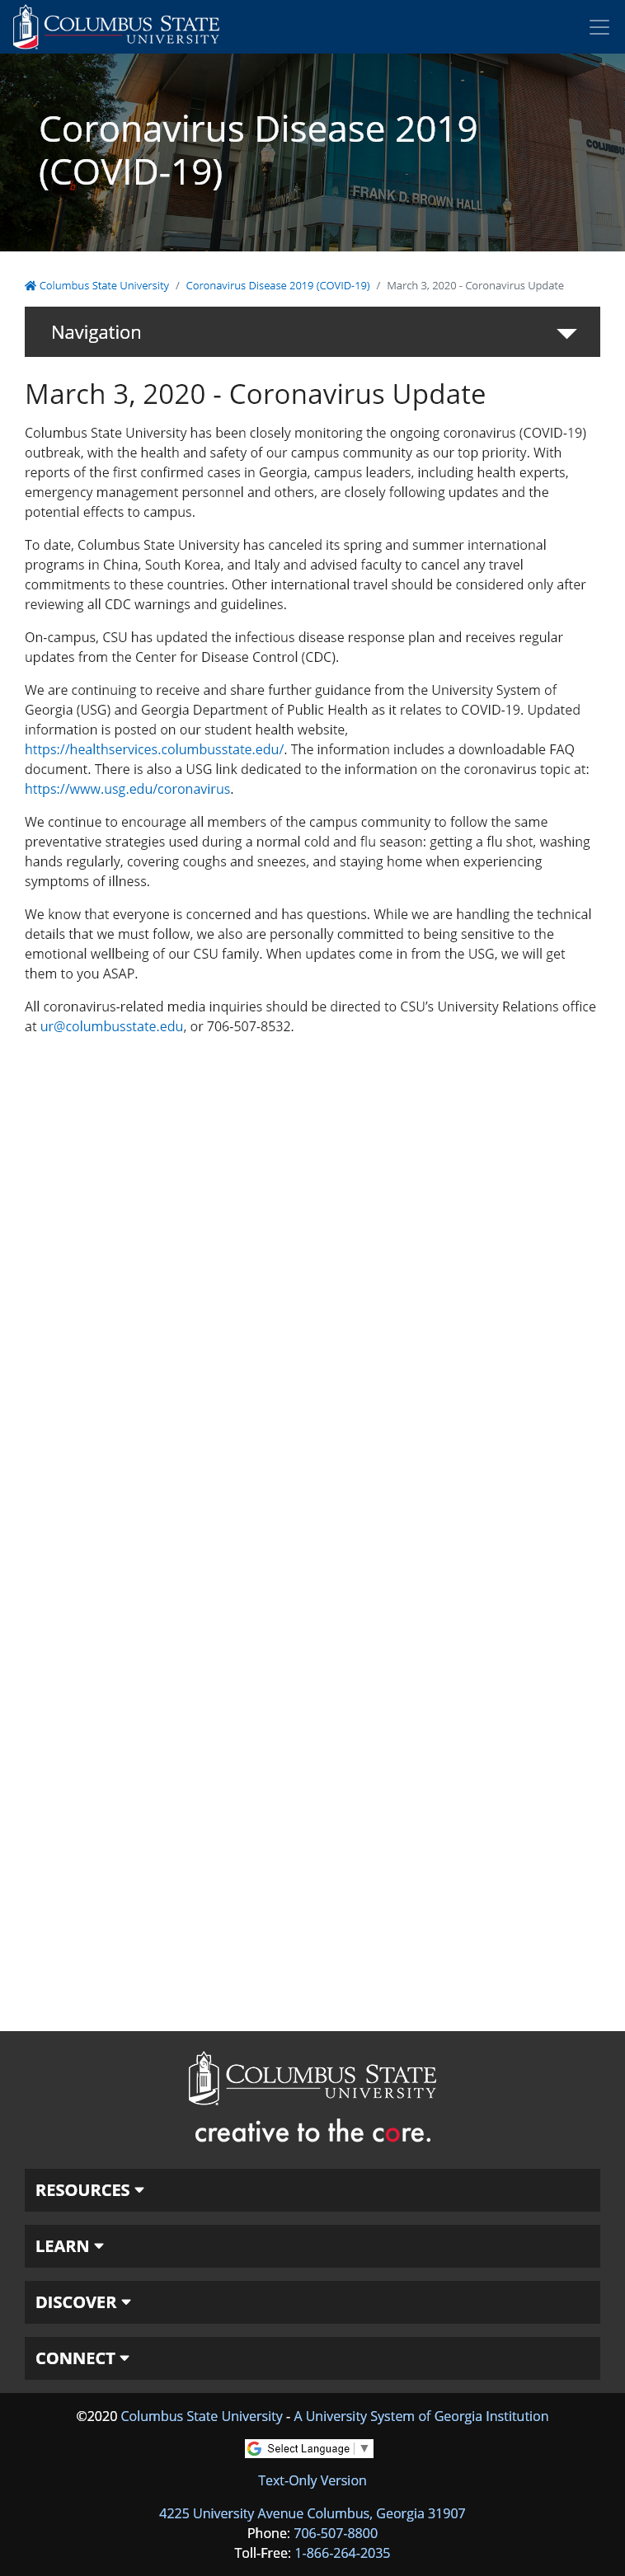 COLUMBUS STATE
UNIVERSITY
Coronavirus Disease 2019
(COVID-19)
FRANK D. BROWN HALL
Columbus State University / Coronavirus Disease 2019 (COVID-19) / March 3, 2020 - Coronavirus Update
Navigation
March 3, 2020 - Coronavirus Update
Columbus State University has been closely monitoring the ongoing coronavirus (COVID-19)
outbreak, with the health and safety of our campus community as our top priority. With
reports of the first confirmed cases in Georgia, campus leaders, including health experts,
emergency management personnel and others, are closely following updates and the
potential effects to campus.
To date, Columbus State University has canceled its spring and summer international
programs in China, South Korea, and Italy and advised faculty to cancel any travel
commitments to these countries. Other international travel should be considered only after
reviewing all CDC warnings and guidelines.
On-campus, CSU has updated the infectious disease response plan and receives regular
updates from the Center for Disease Control (CDC).
We are continuing to receive and share further guidance from the University System of
Georgia (USG) and Georgia Department of Public Health as it relates to COVID-19. Updated
information is posted on our student health website,
https://healthservices.columbusstate.edu/. The information includes a downloadable FAQ
document. There is also a USG link dedicated to the information on the coronavirus topic at:
https://www.usg.edu/coronavirus.
We continue to encourage all members of the campus community to follow the same
preventative strategies used during a normal cold and flu season: getting a flu shot, washing
hands regularly, covering coughs and sneezes, and staying home when experiencing
symptoms of illness.
We know that everyone is concerned and has questions. While we are handling the technical
details that we must follow, we also are personally committed to being sensitive to the
emotional wellbeing of our CSU family. When updates come in from the USG, we will get
them to you ASAP.
All coronavirus-related media inquiries should be directed to CSU’s University Relations office
at ur@columbusstate.edu, or 706-507-8532.
COLUMBUS STATE
UNIVERSITY
creative to the core.
RESOURCES
LEARN
DISCOVER
CONNECT
©2020 Columbus State University - A University System of Georgia Institution
Select Language
Text-Only Version
4225 University Avenue Columbus, Georgia 31907
Phone: 706-507-8800
Toll-Free: 1-866-264-2035